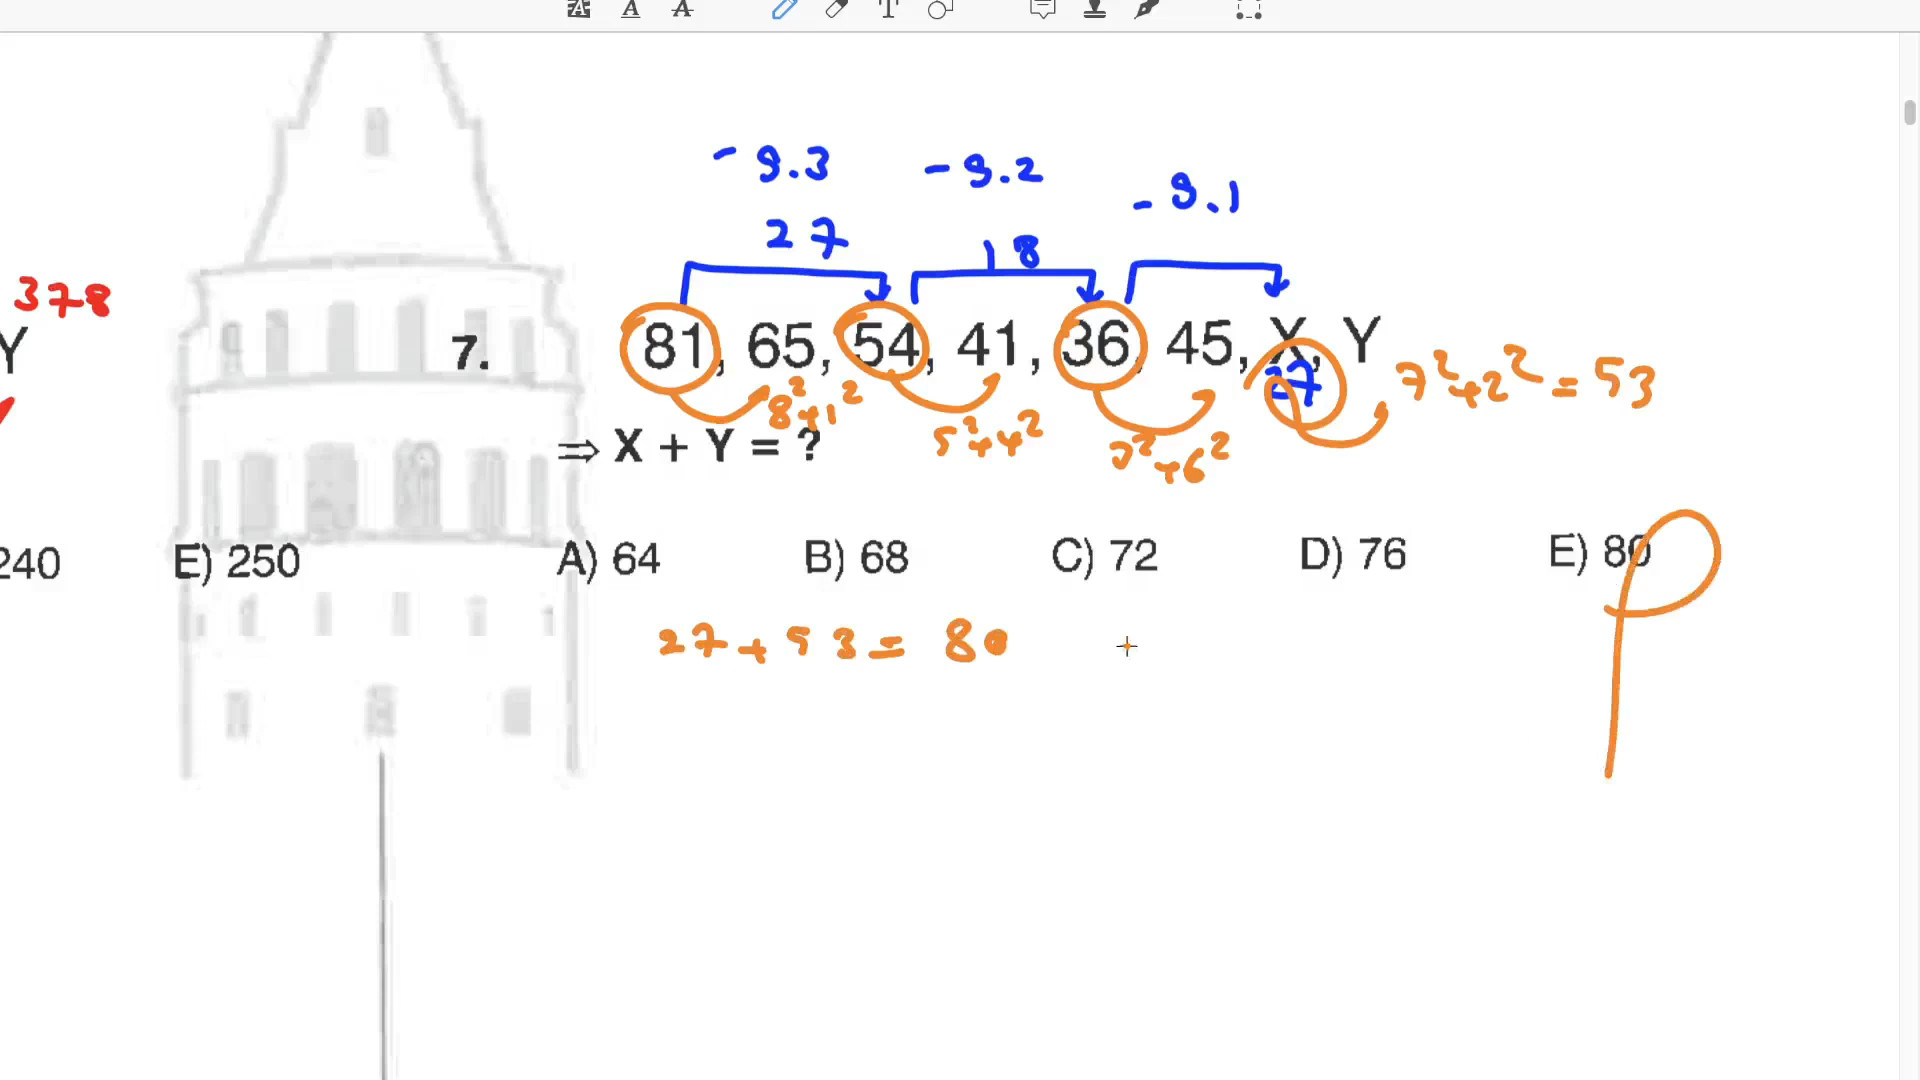 - 9.3 - 9.2 - 9.1
27 18
378
Y
7. 81, 65, 54, 41, 36, 45, X, Y
27
8²+1² 5²+4² 3²+6² 7²+2² = 53
⇒ X + Y = ?
240 E) 250
A) 64 B) 68 C) 72 D) 76 E) 80
27 + 53 = 80